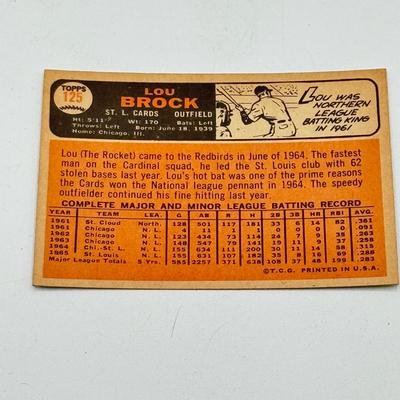 TOPPS
125
LOU
BROCK
ST. L. CARDS OUTFIELD
Ht: 5'11" Wt: 170 Bats: Left
Throws: Left Born: June 18, 1939
Home: Chicago, Ill.
LOU WAS
NORTHERN
LEAGUE
BATTING KING
IN 1961
Lou (The Rocket) came to the Redbirds in June of 1964. The fastest
man on the Cardinal squad, he led the St. Louis club with 62
stolen bases last year. Lou's hot bat was one of the prime reasons
the Cards won the National league pennant in 1964. The speedy
outfielder continued his fine hitting last year.
COMPLETE MAJOR AND MINOR LEAGUE BATTING RECORD
YEAR TEAM LEA. G AB R H 2B 3B HR RBI AVG.
1961 St. Cloud North. 128 501 117 181 33 6 14 82 .361
1961 Chicago N. L. 4 11 1 1 0 0 0 0 .091
1962 Chicago N. L. 123 434 73 114 24 7 9 35 .263
1963 Chicago N. L. 148 547 79 141 19 11 9 37 .258
1964 Chi.-St. L. N. L. 155 634 111 200 30 11 14 58 .315
1965 St. Louis N. L. 155 631 107 182 35 8 16 69 .288
Major League Totals 5 Yrs. 585 2257 371 638 108 37 48 199 .283
© T.C.G. PRINTED IN U.S.A.